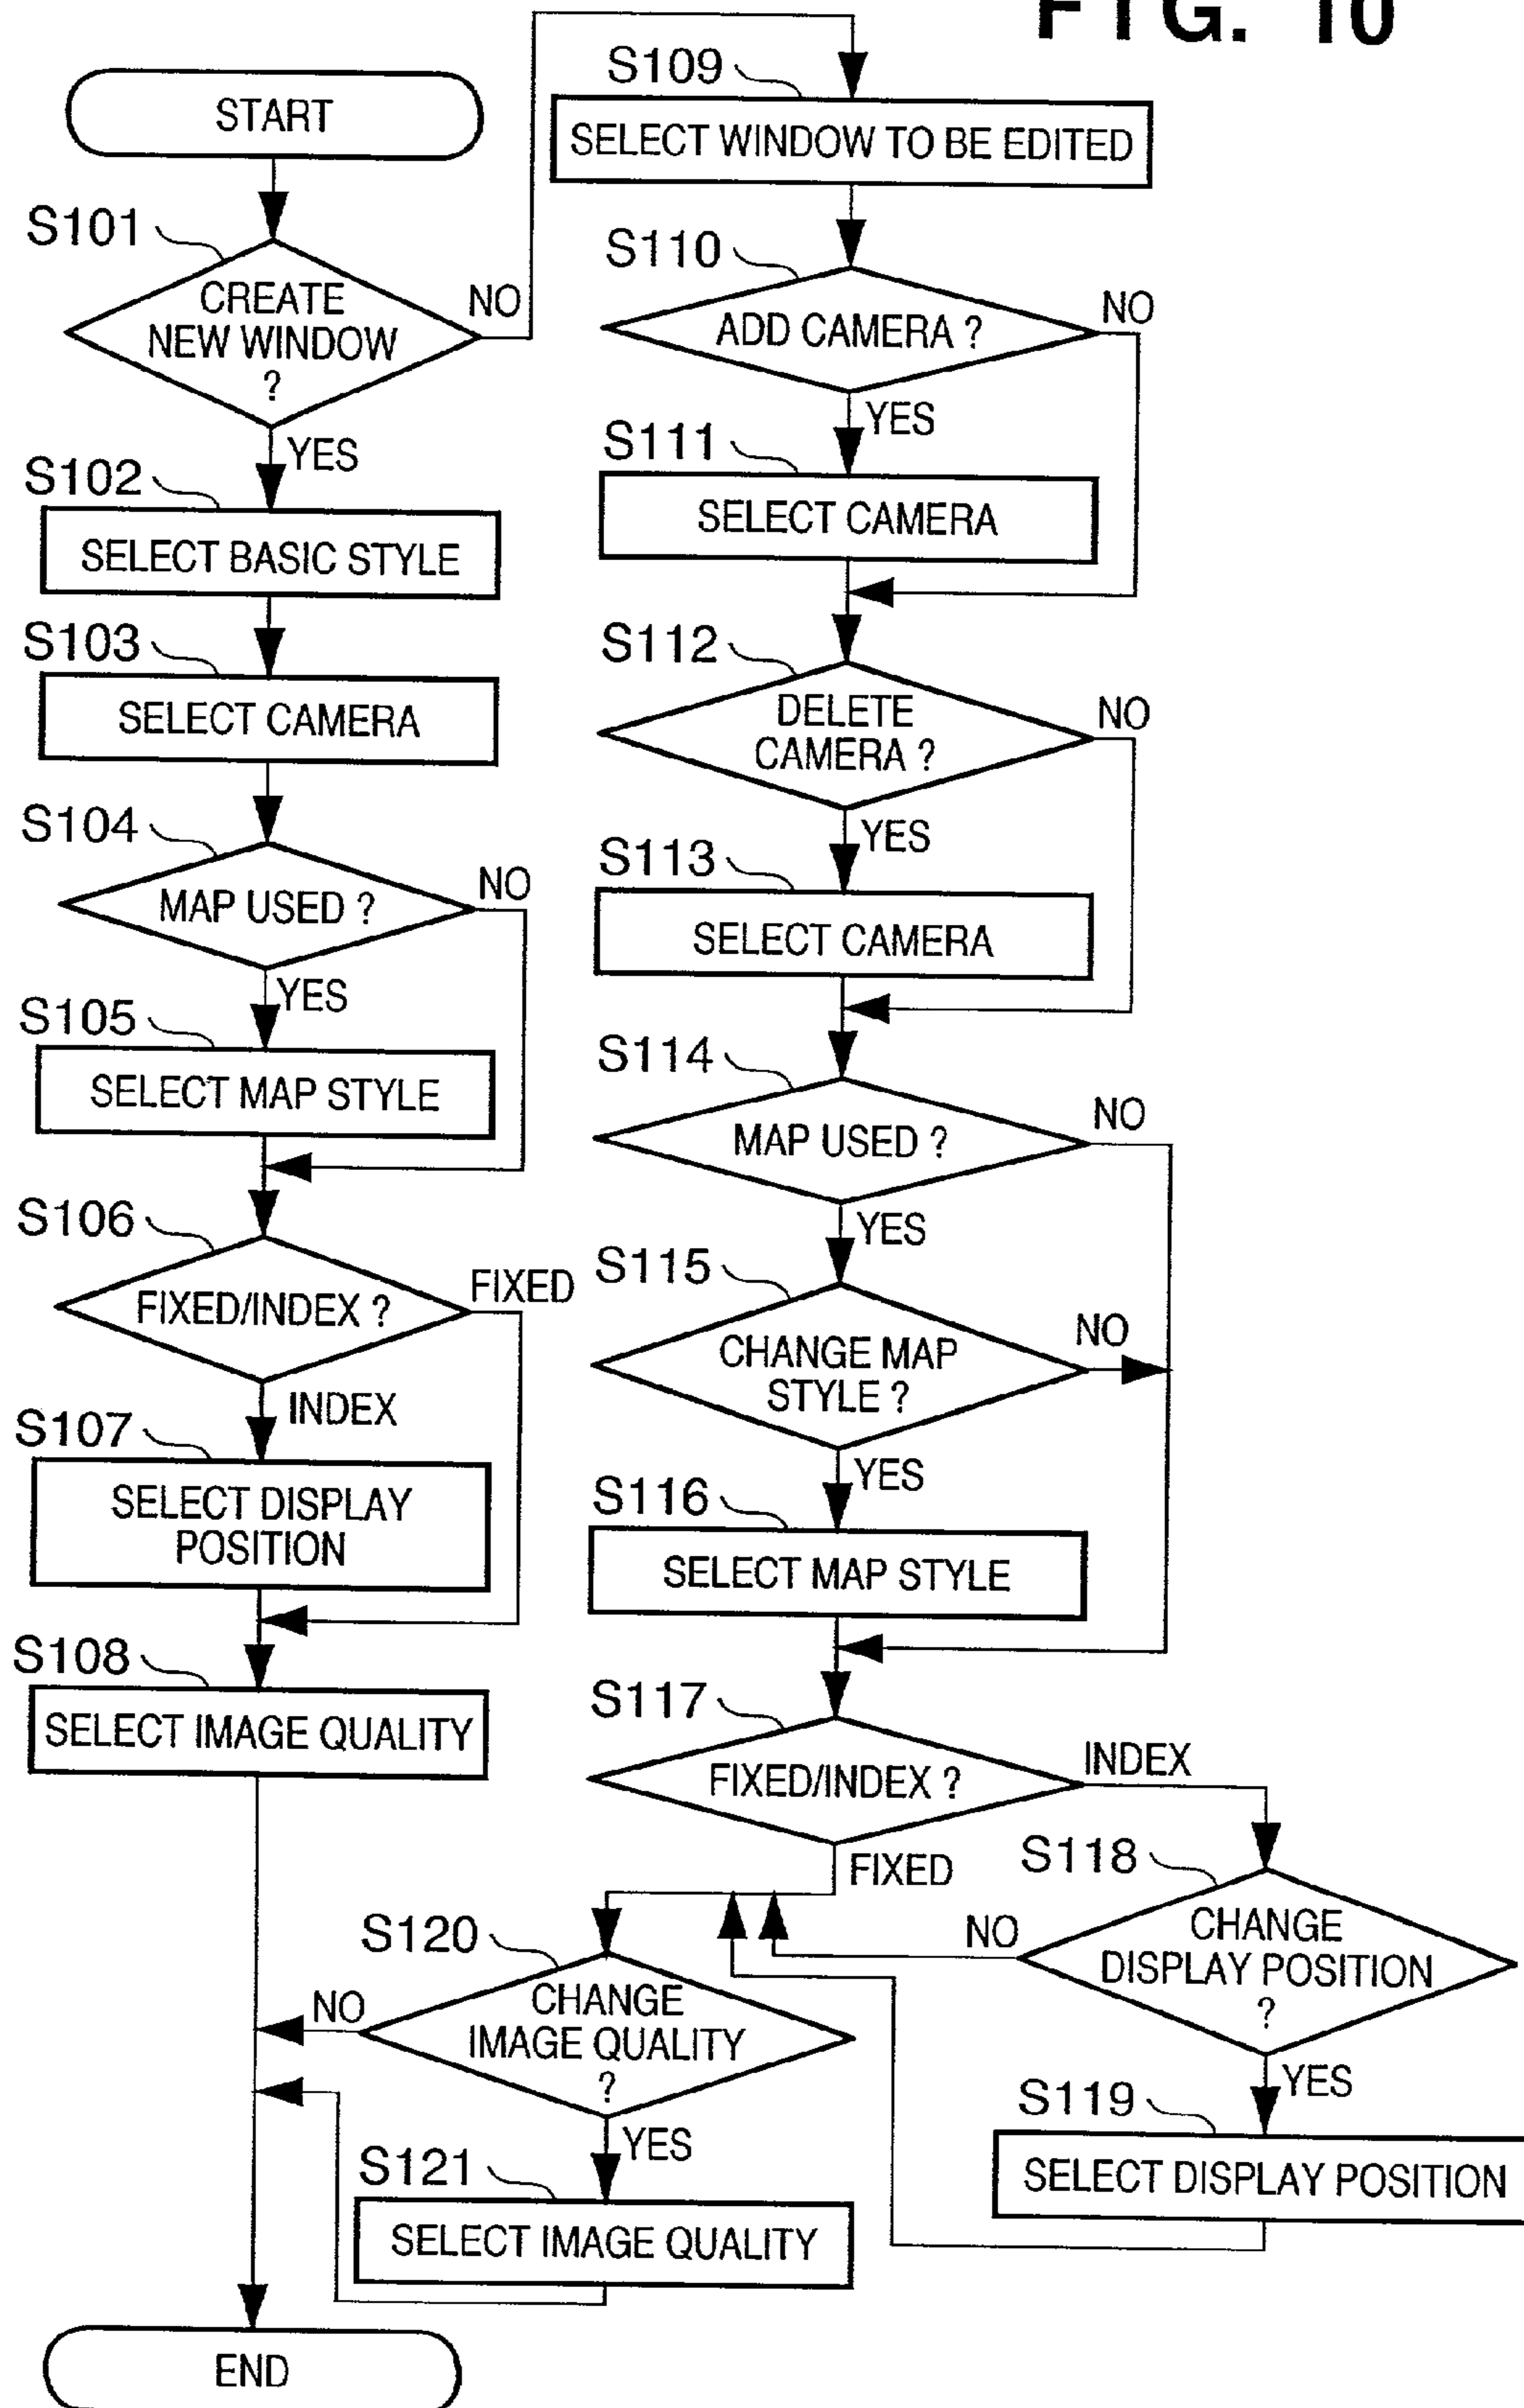 FIG. 10
START
S101
CREATE
NEW WINDOW
?
NO
YES
S102
SELECT BASIC STYLE
S103
SELECT CAMERA
S104
MAP USED ?
NO
YES
S105
SELECT MAP STYLE
S106
FIXED/INDEX ?
FIXED
INDEX
S107
SELECT DISPLAY
POSITION
S108
SELECT IMAGE QUALITY
S109
SELECT WINDOW TO BE EDITED
S110
ADD CAMERA ?
NO
YES
S111
SELECT CAMERA
S112
DELETE
CAMERA ?
NO
YES
S113
SELECT CAMERA
S114
MAP USED ?
NO
YES
S115
CHANGE MAP
STYLE ?
NO
YES
S116
SELECT MAP STYLE
S117
FIXED/INDEX ?
INDEX
FIXED
S118
CHANGE
DISPLAY POSITION
?
NO
YES
S119
SELECT DISPLAY POSITION
S120
CHANGE
IMAGE QUALITY
?
NO
YES
S121
SELECT IMAGE QUALITY
END